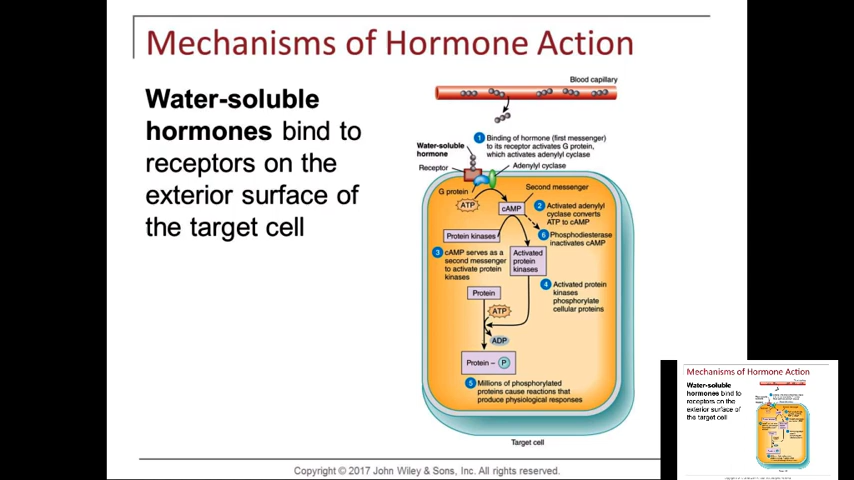 Mechanisms of Hormone Action
Water-soluble
hormones bind to
receptors on the
exterior surface of
the target cell
Blood capillary
1 Binding of hormone (first messenger)
to its receptor activates G protein,
which activates adenylyl cyclase
Water-soluble
hormone
Receptor
Adenylyl cyclase
G protein
Second messenger
ATP
cAMP
2 Activated adenylyl
cyclase converts
ATP to cAMP
Protein kinases
6 Phosphodiesterase
inactivates cAMP
3 cAMP serves as a
second messenger
to activate protein
kinases
Activated
protein
kinases
4 Activated protein
kinases
phosphorylate
cellular proteins
Protein
ATP
ADP
Protein – P
5 Millions of phosphorylated
proteins cause reactions that
produce physiological responses
Target cell
Copyright © 2017 John Wiley & Sons, Inc. All rights reserved.
Mechanisms of Hormone Action
Water-soluble
hormones bind to
receptors on the
exterior surface of
the target cell